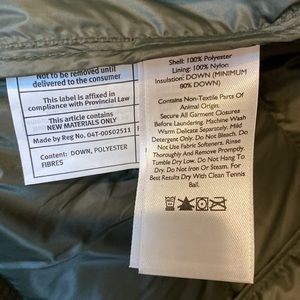 Not to be removed until
delivered to the consumer
This label is affixed in
compliance with Provincial Law
This article contains
NEW MATERIALS ONLY
Made by Reg No. 04T-00502511
Content: DOWN, POLYESTER
FIBRES
Shell: 100% Polyester
Lining: 100% Nylon
Insulation: DOWN (MINIMUM
80% DOWN)
Contains Non-Textile Parts Of
Animal Origin.
Secure All Garment Closures
Before Laundering. Machine Wash
Warm Delicate Separately. Mild
Detergent Only. Do Not Bleach. Do
Not Use Fabric Softeners. Rinse
Thoroughly And Remove Promptly.
Tumble Dry Low. Do Not Hang To
Dry. Do Not Iron Or Steam. For
Best Results Dry With Clean Tennis
Ball.